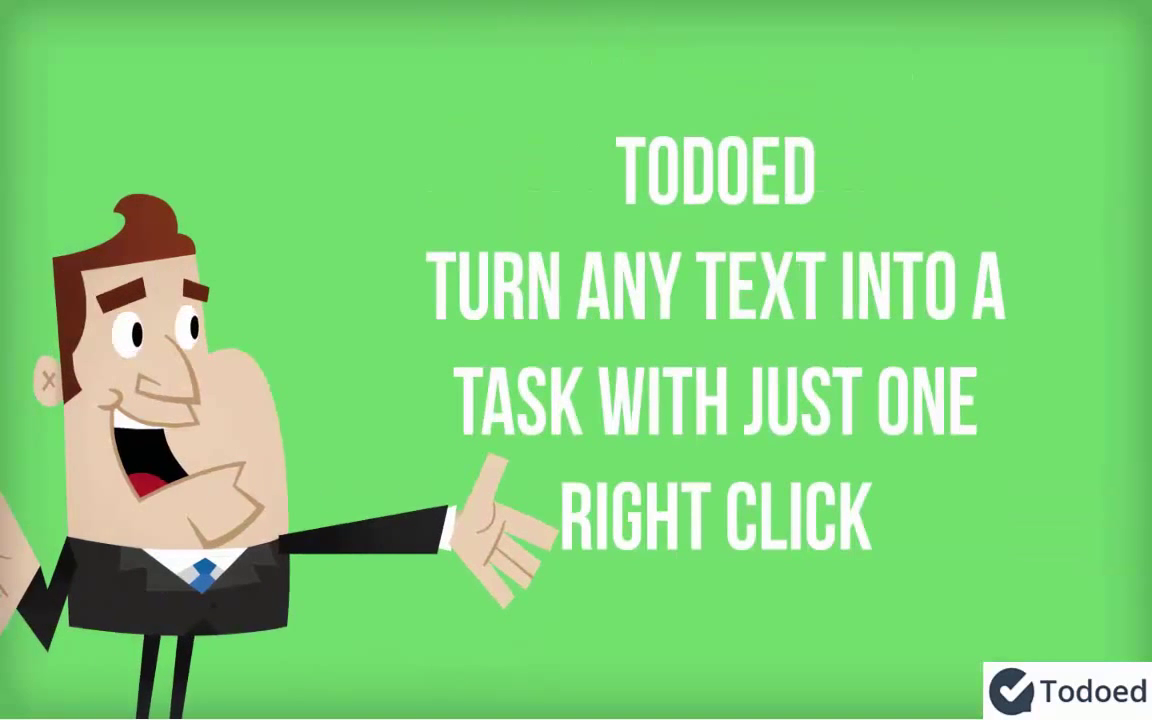 TODOED
TURN ANY TEXT INTO A
TASK WITH JUST ONE
RIGHT CLICK
Todoed